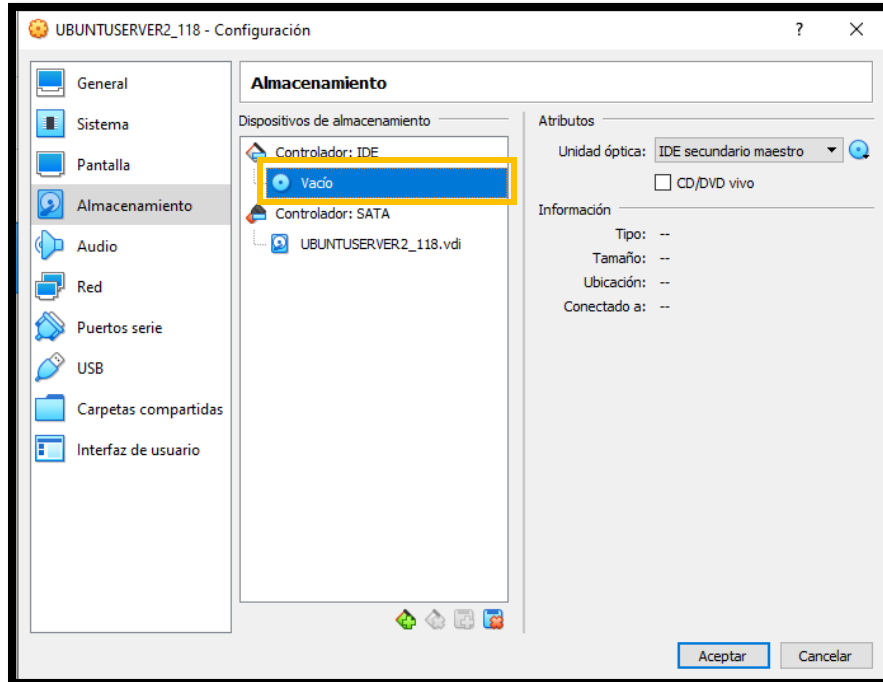 UBUNTUSERVER2_118 - Configuración
?
General
Sistema
Pantalla
Almacenamiento
Audio
Red
Puertos serie
USB
Carpetas compartidas
Interfaz de usuario
Almacenamiento
Dispositivos de almacenamiento
Controlador: IDE
Vacío
Controlador: SATA
UBUNTUSERVER2_118.vdi
Atributos
Unidad óptica: IDE secundario maestro
CD/DVD vivo
Información
Tipo: --
Tamaño: --
Ubicación: --
Conectado a: --
Aceptar Cancelar